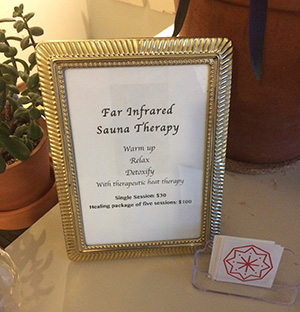 Far Infrared
Sauna Therapy
Warm up
Relax
Detoxify
With therapeutic heat therapy
Single Session: $30
Healing package of five sessions: $100